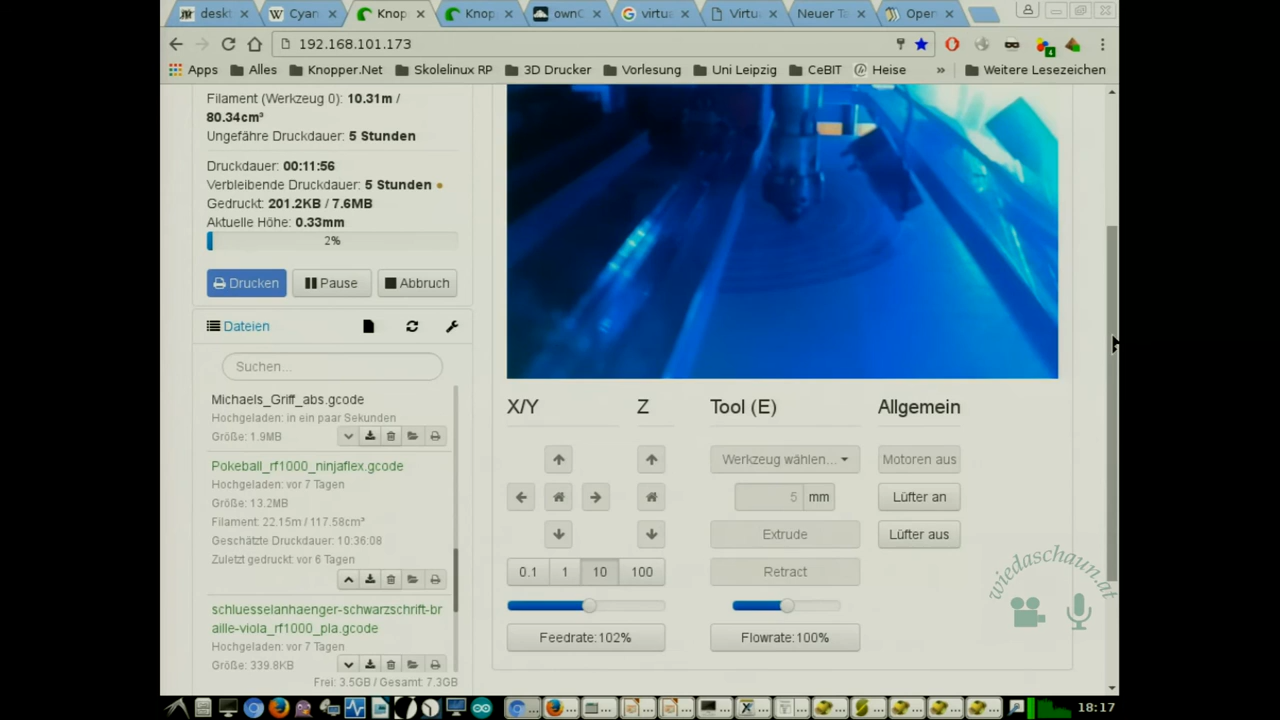 deskt
Cyan
Knop
Knop
ownC
virtu
Virtu
Neuer Ta
Open
192.168.101.173
Apps
Alles
Knopper.Net
Skolelinux RP
3D Drucker
Vorlesung
Uni Leipzig
CeBIT
Heise
»
Weitere Lesezeichen
Filament (Werkzeug 0): 10.31m /
80.34cm³
Ungefähre Druckdauer: 5 Stunden
Druckdauer: 00:11:56
Verbleibende Druckdauer: 5 Stunden
Gedruckt: 201.2KB / 7.6MB
Aktuelle Höhe: 0.33mm
2%
Drucken
Pause
Abbruch
Dateien
Suchen...
Michaels_Griff_abs.gcode
Hochgeladen: in ein paar Sekunden
Größe: 1.9MB
Pokeball_rf1000_ninjaflex.gcode
Hochgeladen: vor 7 Tagen
Größe: 13.2MB
Filament: 22.15m / 117.58cm³
Geschätzte Druckdauer: 10:36:08
Zuletzt gedruckt: vor 6 Tagen
schluesselanhaenger-schwarzschrift-br
aille-viola_rf1000_pla.gcode
Hochgeladen: vor 7 Tagen
Größe: 339.8KB
Frei: 3.5GB / Gesamt: 7.3GB
X/Y
Z
Tool (E)
Allgemein
Werkzeug wählen...
Motoren aus
5 mm
Lüfter an
Extrude
Lüfter aus
0.1
1
10
100
Retract
Feedrate:102%
Flowrate:100%
wiedaschaun.at
18:17